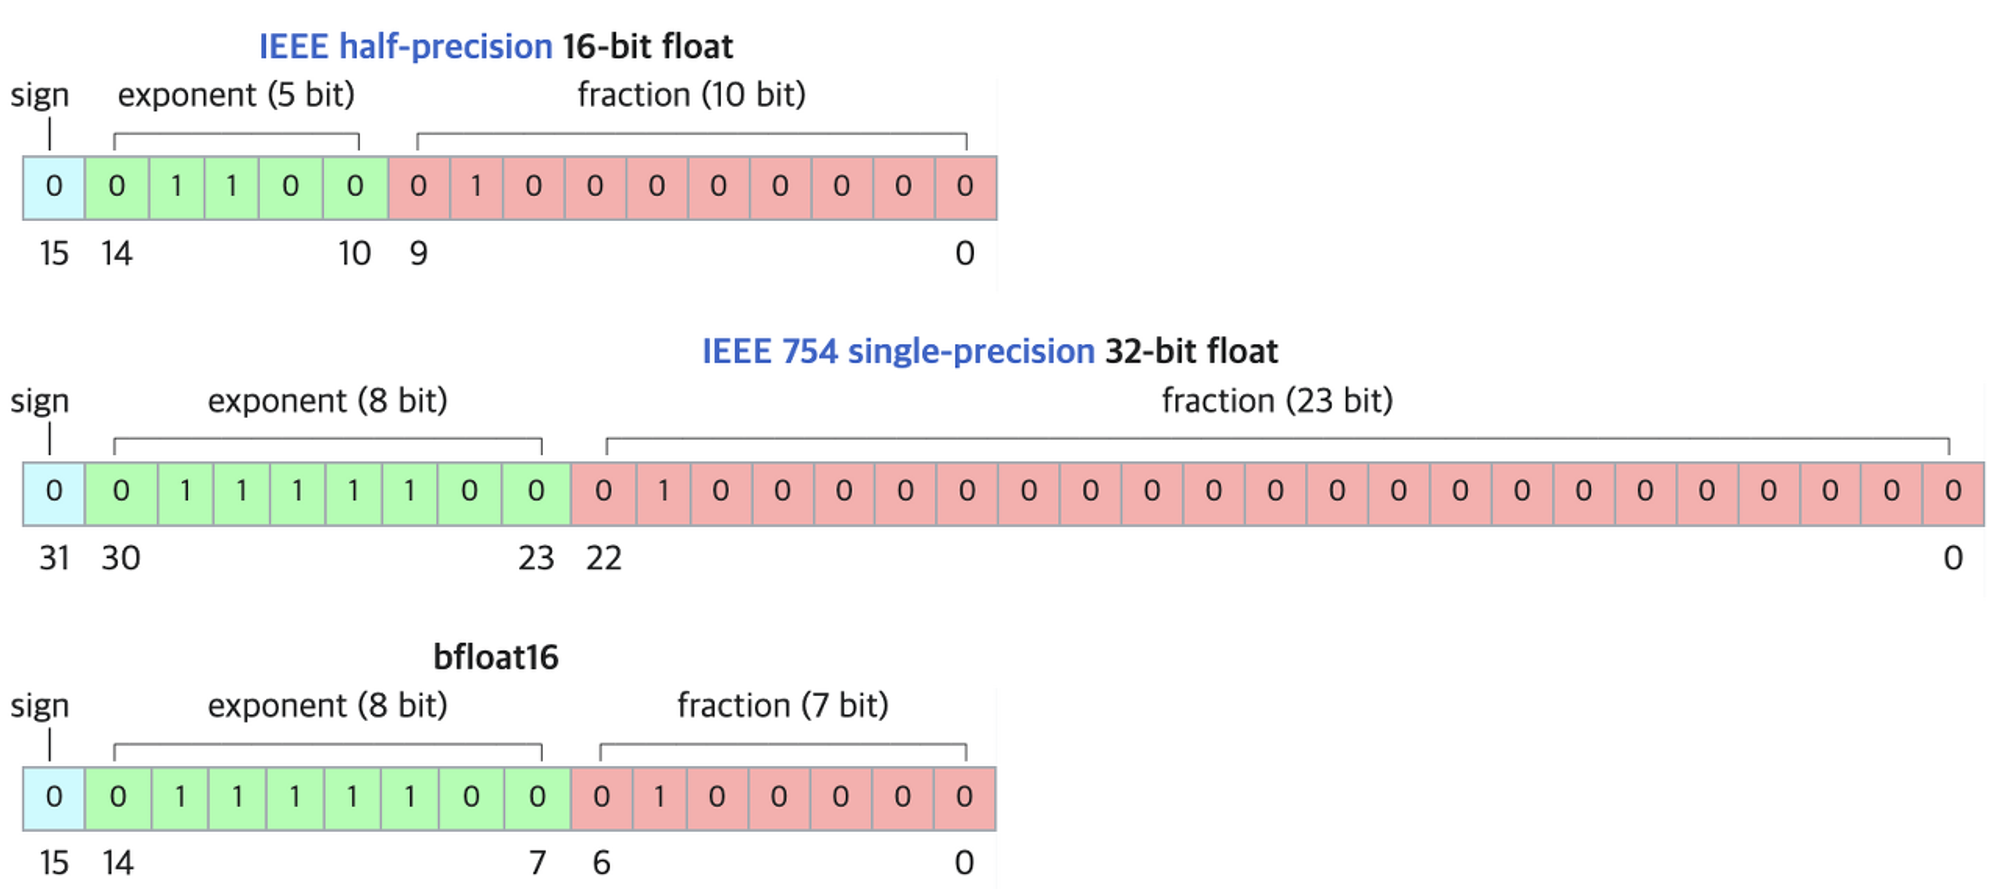 IEEE half-precision 16-bit float
sign exponent (5 bit) fraction (10 bit)
0 0 1 1 0 0 0 1 0 0 0 0 0 0 0 0
15 14 10 9 0
IEEE 754 single-precision 32-bit float
sign exponent (8 bit) fraction (23 bit)
0 0 1 1 1 1 1 0 0 0 1 0 0 0 0 0 0 0 0 0 0 0 0 0 0 0 0 0 0 0 0 0
31 30 23 22 0
bfloat16
sign exponent (8 bit) fraction (7 bit)
0 0 1 1 1 1 1 0 0 0 1 0 0 0 0 0
15 14 7 6 0